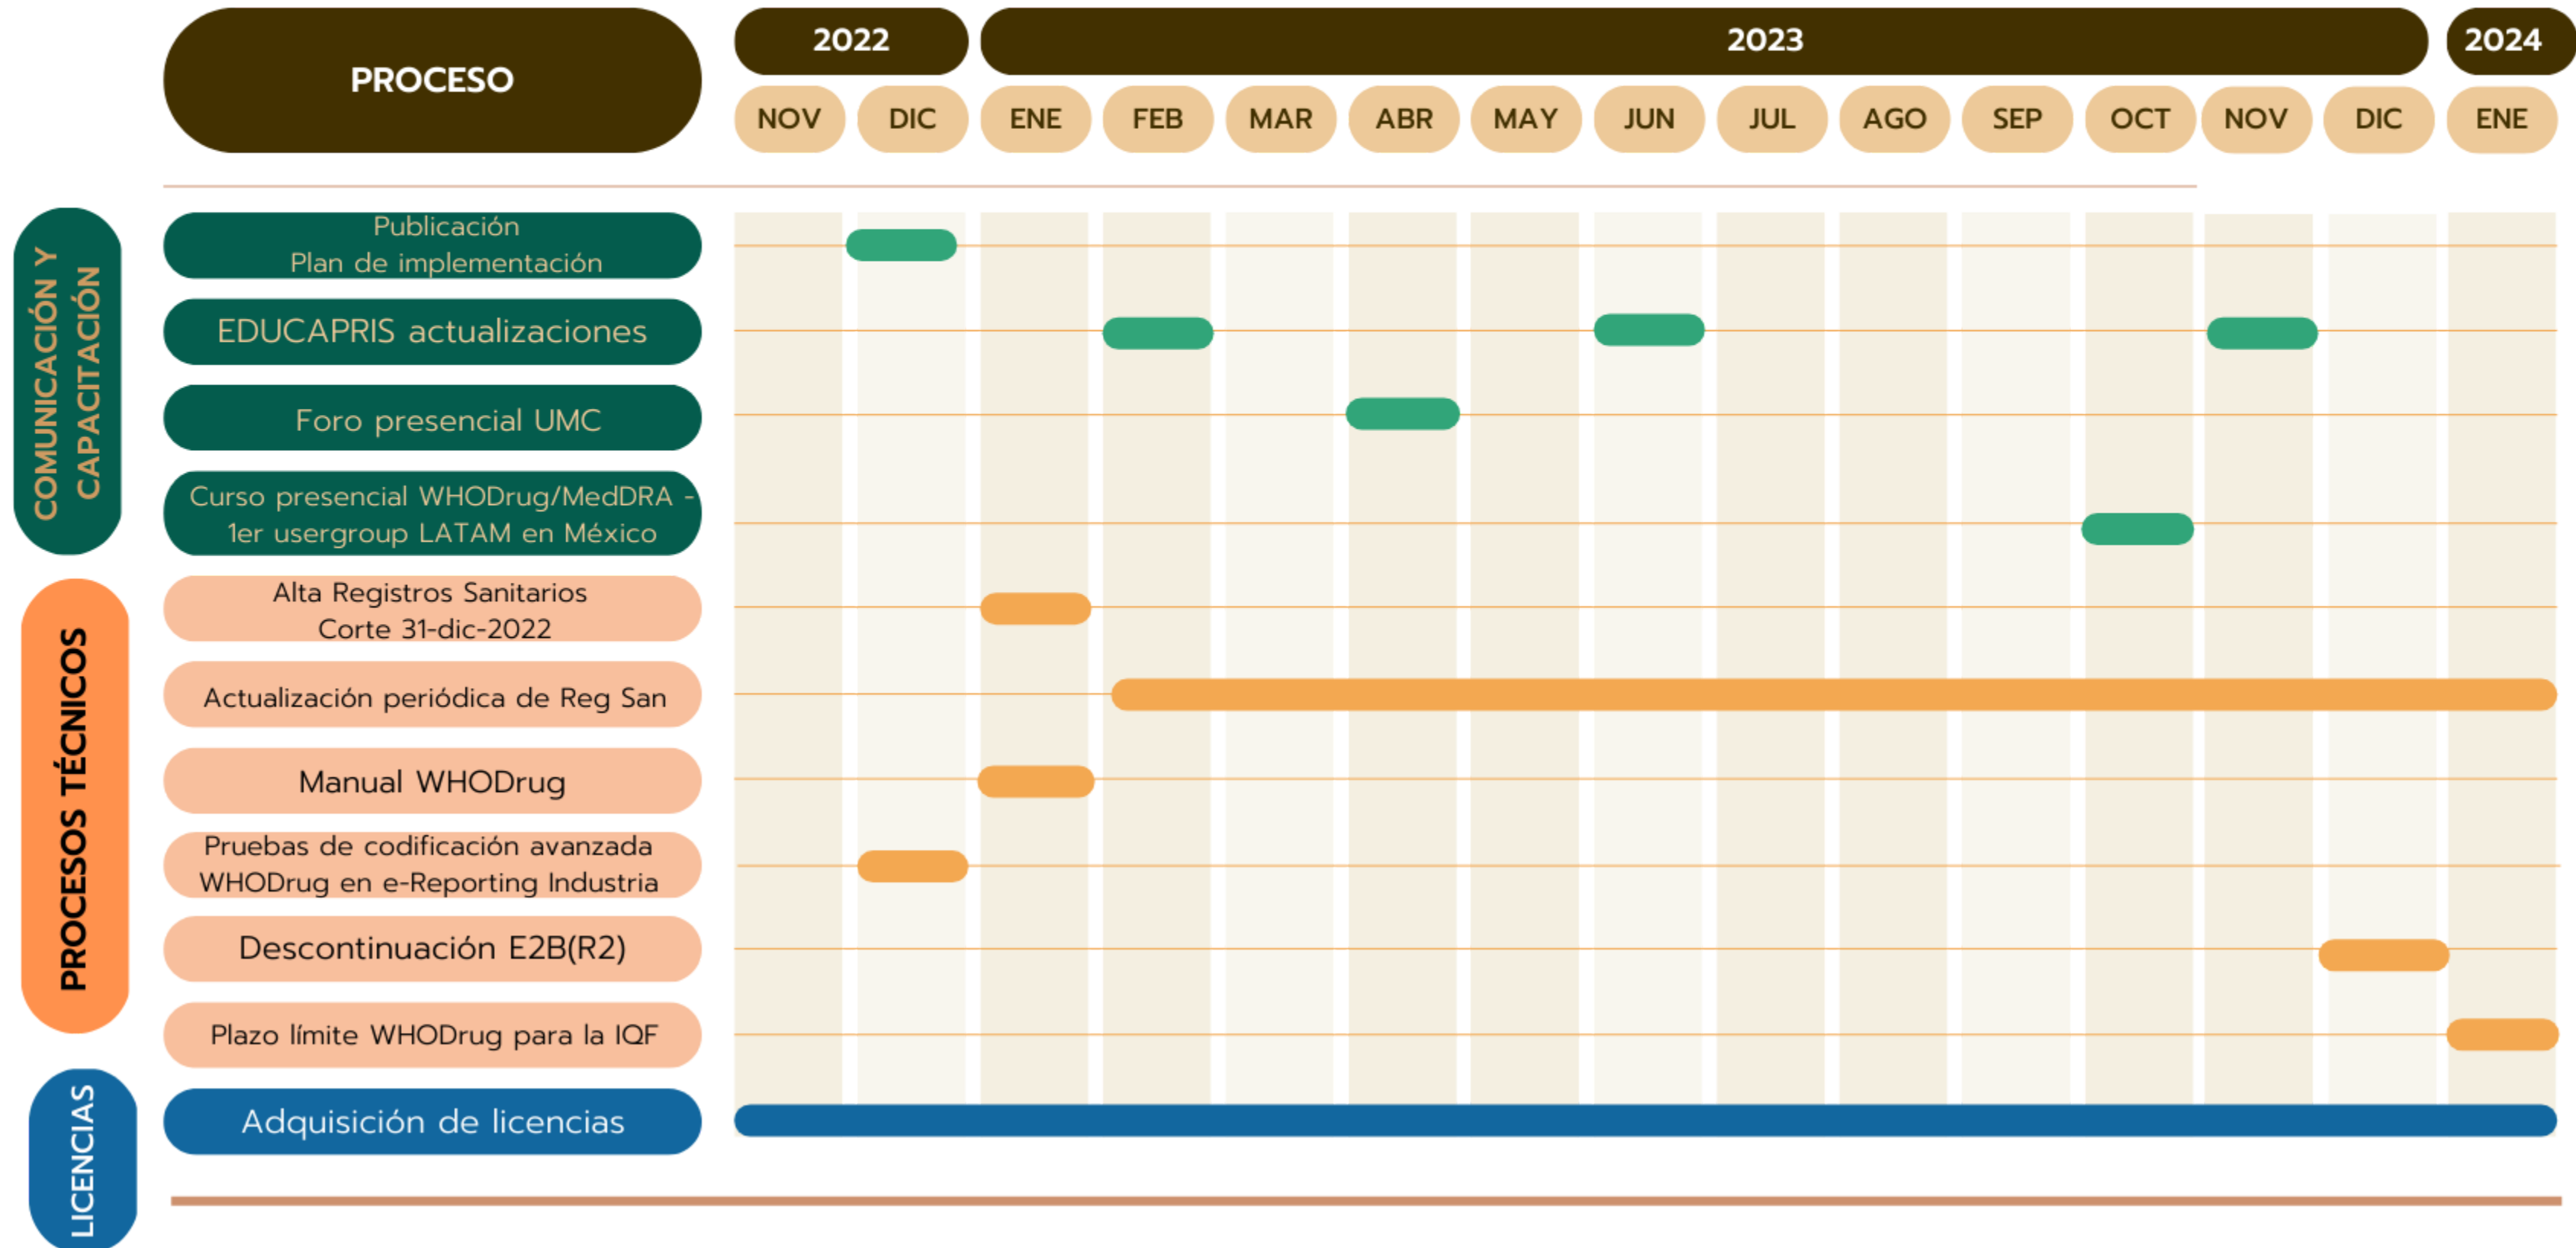 PROCESO
2022
2023
2024
NOV
DIC
ENE
FEB
MAR
ABR
MAY
JUN
JUL
AGO
SEP
OCT
NOV
DIC
ENE
COMUNICACIÓN Y
CAPACITACIÓN
Publicación
Plan de implementación
EDUCAPRIS actualizaciones
Foro presencial UMC
Curso presencial WHODrug/MedDRA -
1er usergroup LATAM en México
PROCESOS TÉCNICOS
Alta Registros Sanitarios
Corte 31-dic-2022
Actualización periódica de Reg San
Manual WHODrug
Pruebas de codificación avanzada
WHODrug en e-Reporting Industria
Descontinuación E2B(R2)
Plazo límite WHODrug para la IQF
LICENCIAS
Adquisición de licencias